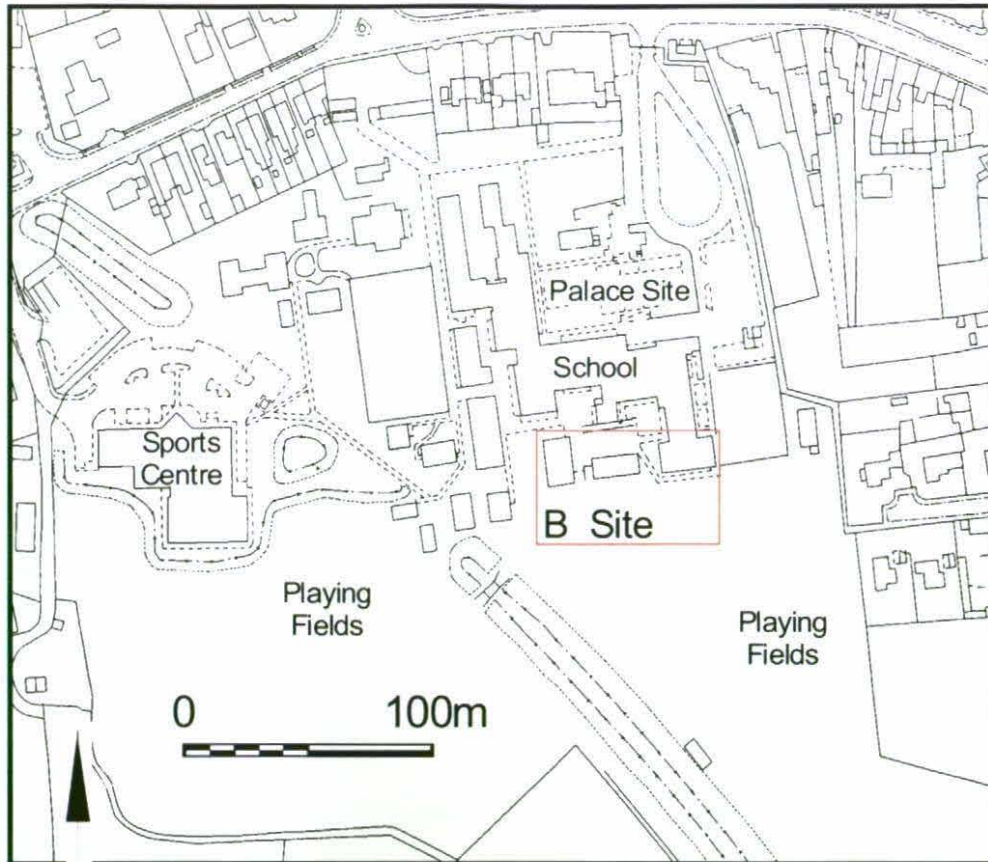 Palace Site
School
Sports
Centre
B Site
Playing
Fields
Playing
Fields
0 100m